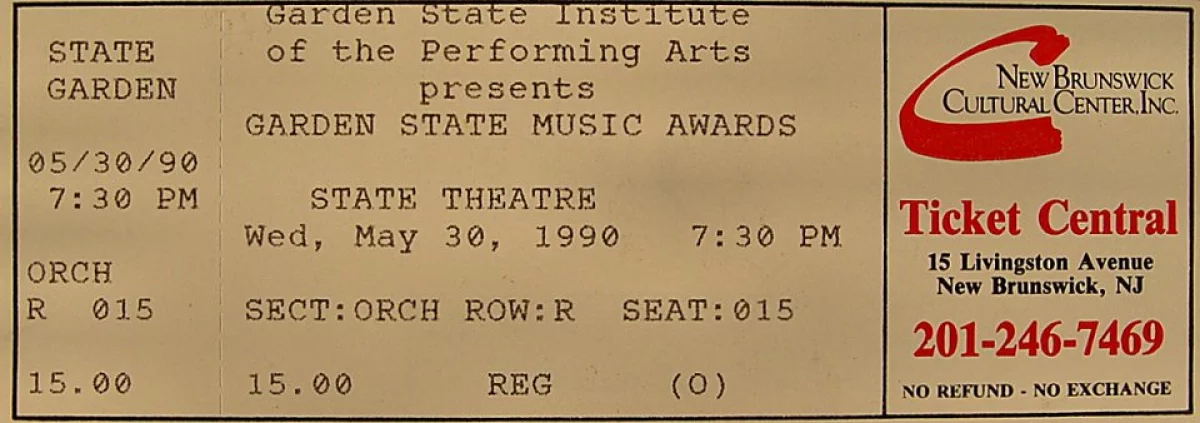 STATE
GARDEN
05/30/90
7:30 PM
ORCH
R 015
15.00
Garden State Institute
of the Performing Arts
presents
GARDEN STATE MUSIC AWARDS
STATE THEATRE
Wed, May 30, 1990 7:30 PM
SECT:ORCH ROW:R SEAT:015
15.00 REG (O)
NEW BRUNSWICK
CULTURAL CENTER, INC.
Ticket Central
15 Livingston Avenue
New Brunswick, NJ
201-246-7469
NO REFUND - NO EXCHANGE